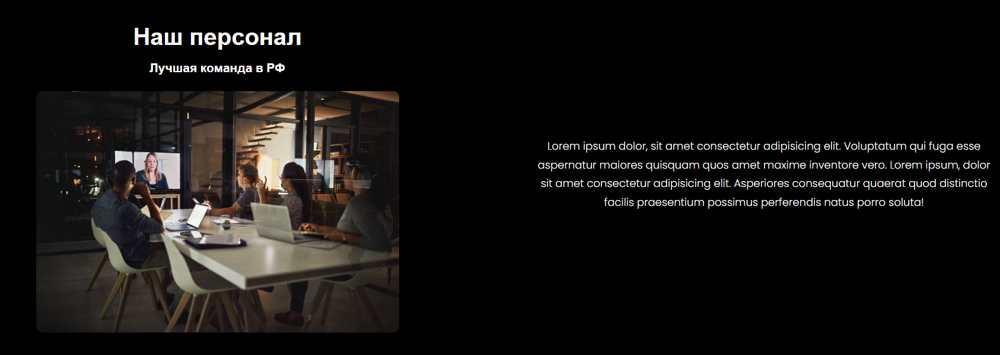 Наш персонал
Лучшая команда в РФ
Lorem ipsum dolor, sit amet consectetur adipisicing elit. Voluptatum qui fuga esse
aspernatur maiores quisquam quos amet maxime inventore vero. Lorem ipsum, dolor
sit amet consectetur adipisicing elit. Asperiores consequatur quaerat quod distinctio
facilis praesentium possimus perferendis natus porro soluta!